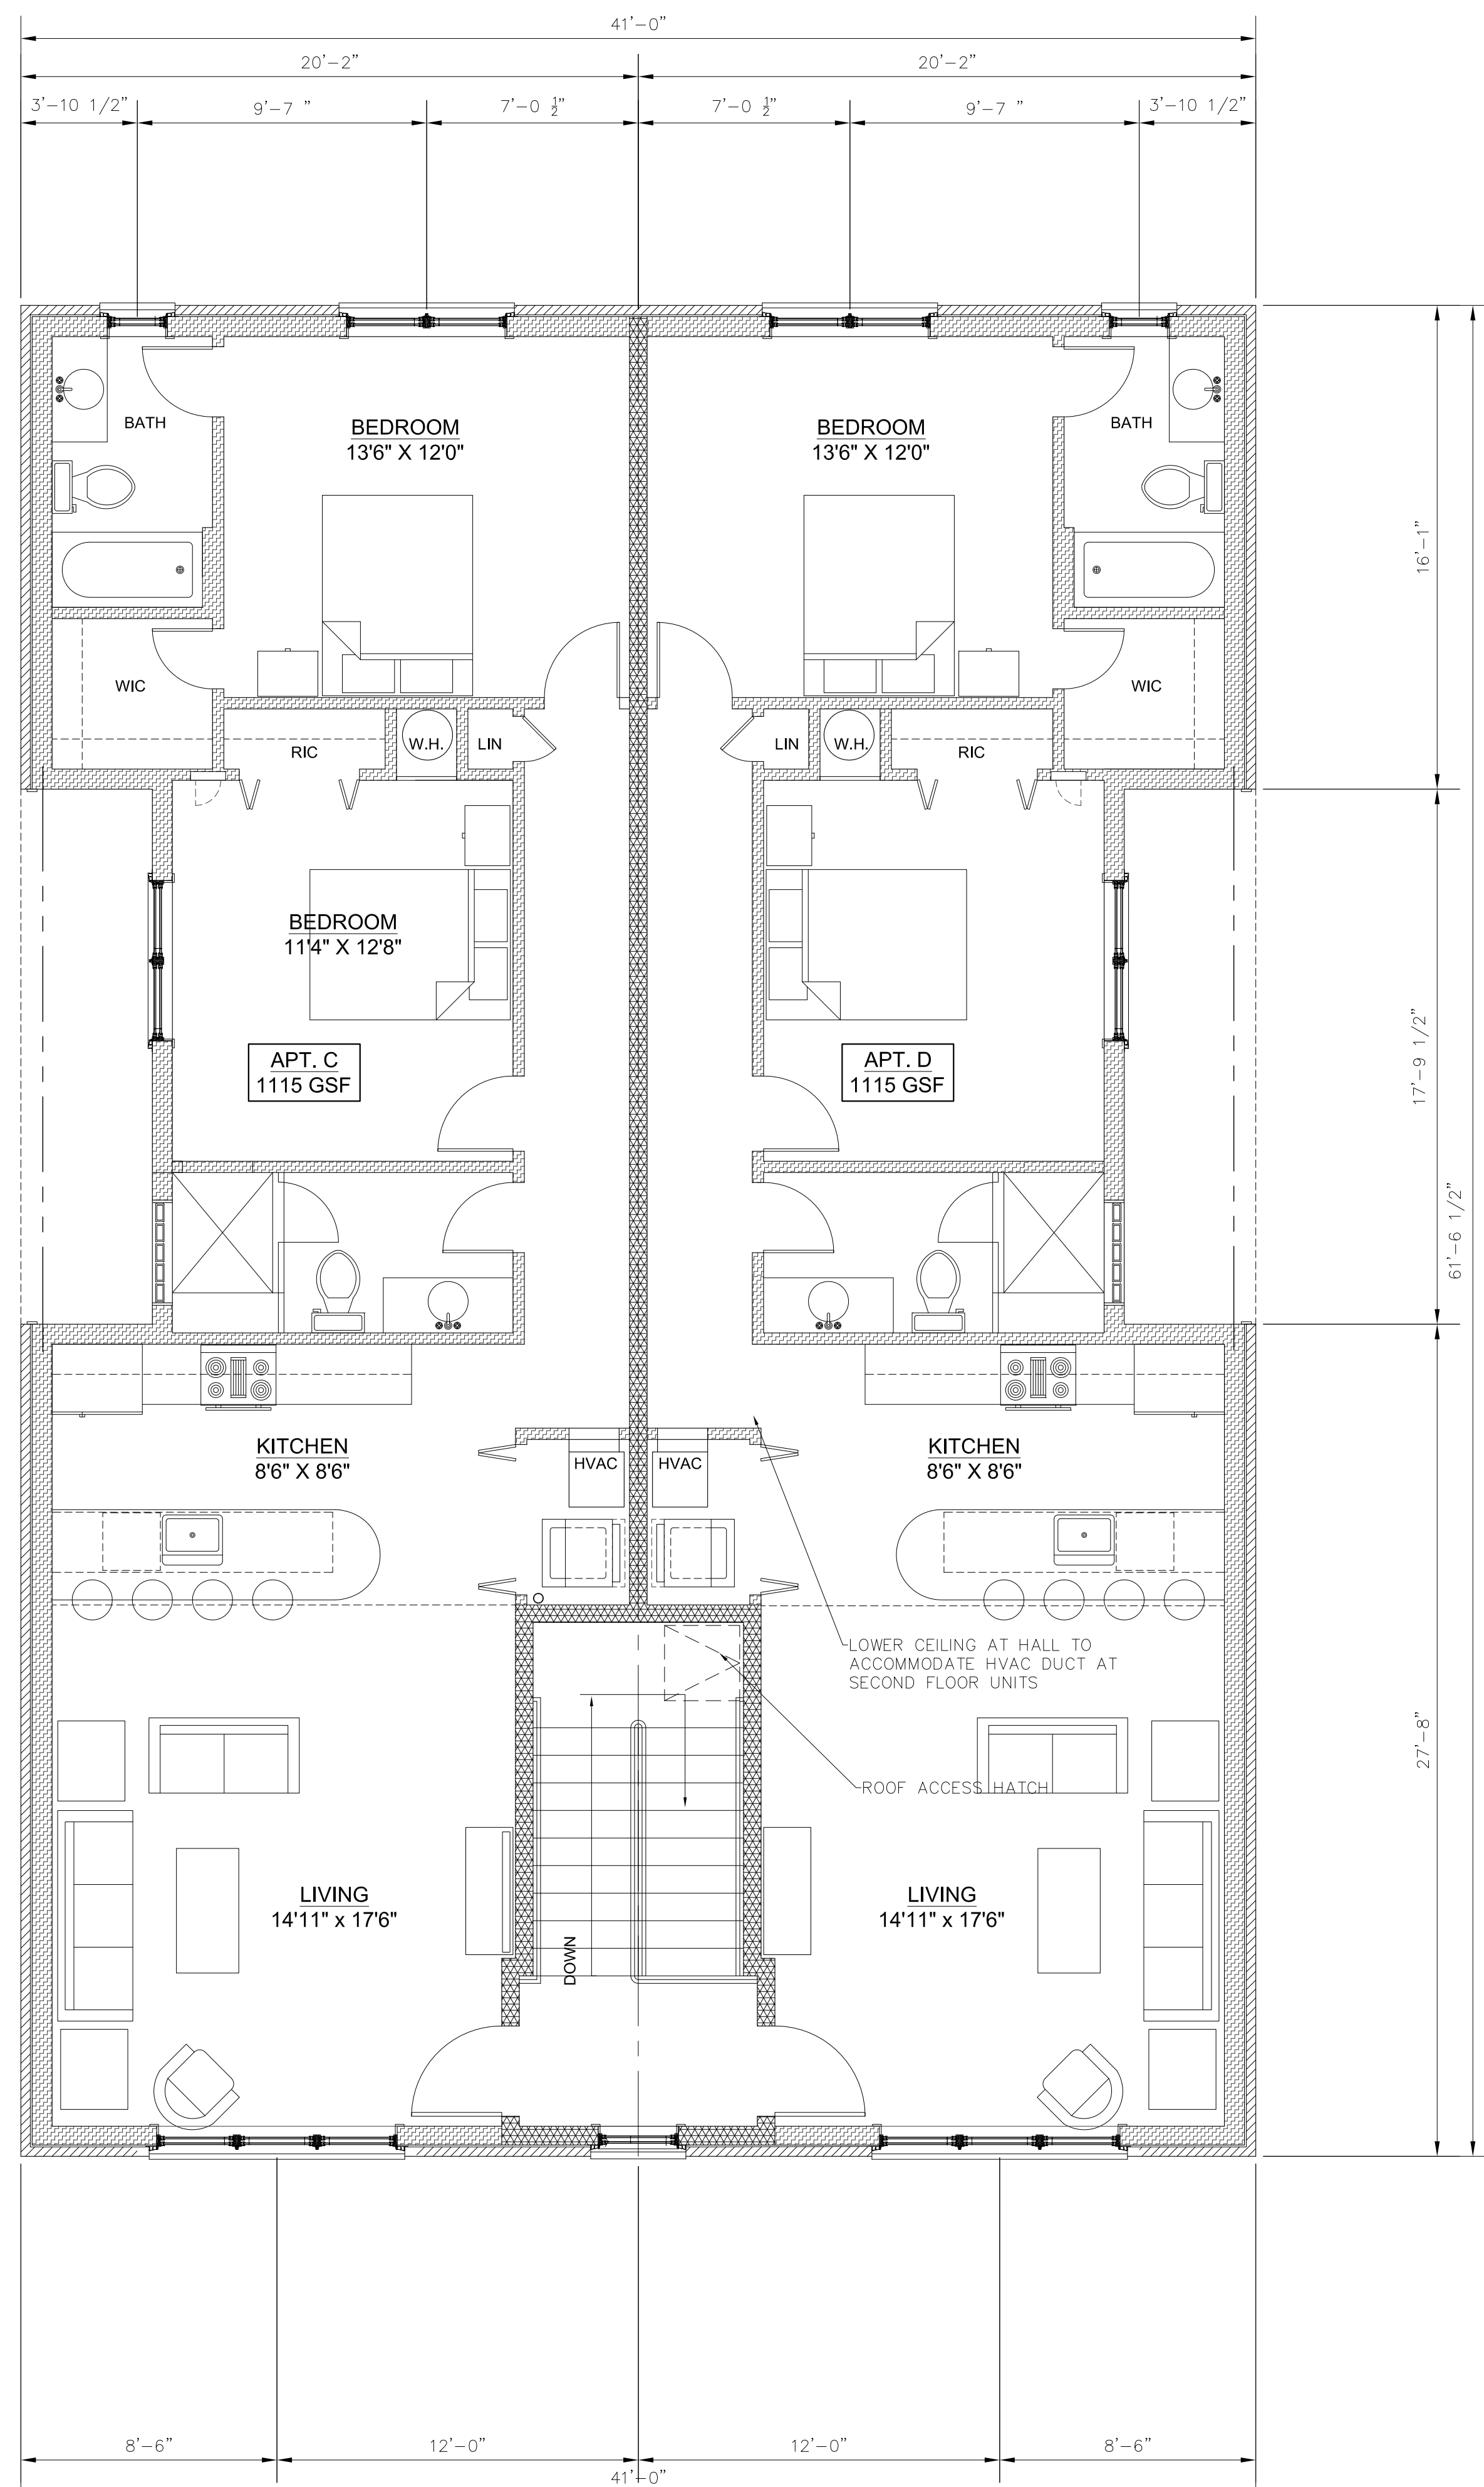 41'-0"
20'-2" 20'-2"
3'-10 1/2" 9'-7 " 7'-0 ½" 7'-0 ½" 9'-7 " 3'-10 1/2"
BATH
BEDROOM
13'6" X 12'0"
BEDROOM
13'6" X 12'0"
BATH
16'-1"
WIC
RIC
W.H.
LIN
LIN
W.H.
RIC
WIC
BEDROOM
11'4" X 12'8"
APT. C
1115 GSF
APT. D
1115 GSF
17'-9 1/2"
61'-6 1/2"
KITCHEN
8'6" X 8'6"
HVAC
HVAC
KITCHEN
8'6" X 8'6"
LOWER CEILING AT HALL TO
ACCOMMODATE HVAC DUCT AT
SECOND FLOOR UNITS
ROOF ACCESS HATCH
27'-8"
LIVING
14'11" x 17'6"
DOWN
LIVING
14'11" x 17'6"
8'-6" 12'-0" 12'-0" 8'-6"
41'-0"